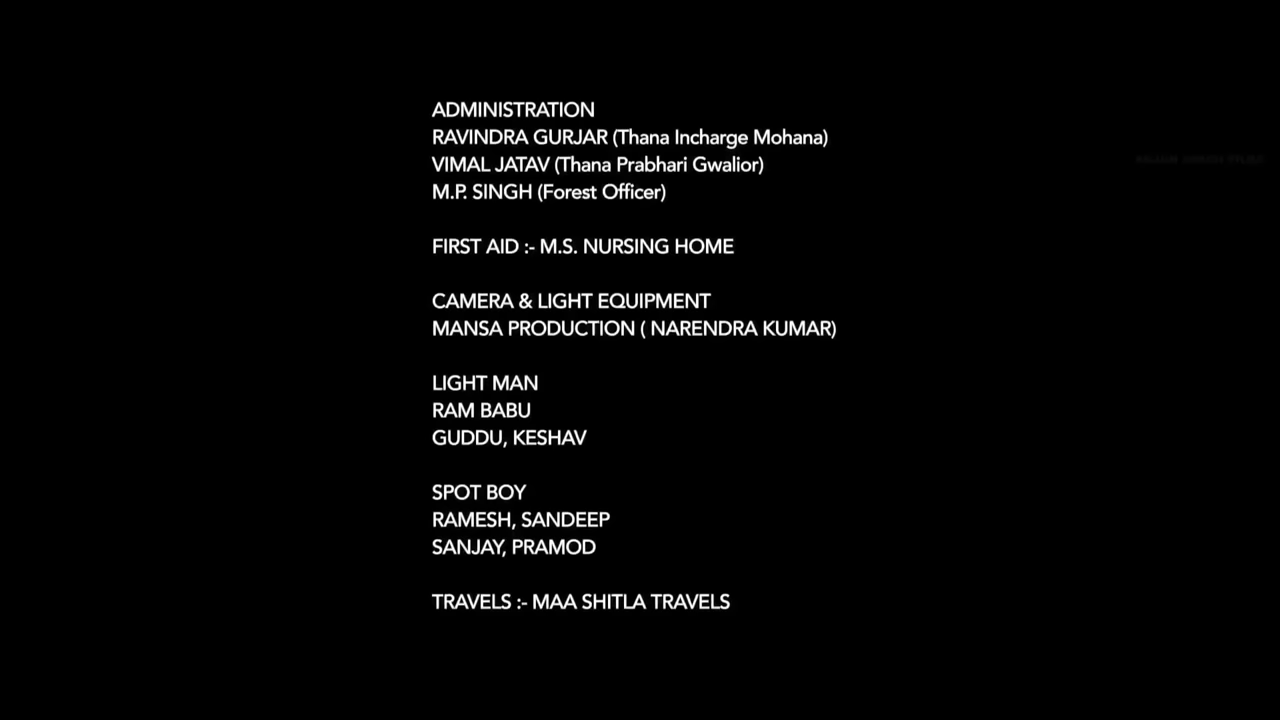 ADMINISTRATION
RAVINDRA GURJAR (Thana Incharge Mohana)
VIMAL JATAV (Thana Prabhari Gwalior)
M.P. SINGH (Forest Officer)
FIRST AID :- M.S. NURSING HOME
CAMERA & LIGHT EQUIPMENT
MANSA PRODUCTION ( NARENDRA KUMAR)
LIGHT MAN
RAM BABU
GUDDU, KESHAV
SPOT BOY
RAMESH, SANDEEP
SANJAY, PRAMOD
TRAVELS :- MAA SHITLA TRAVELS